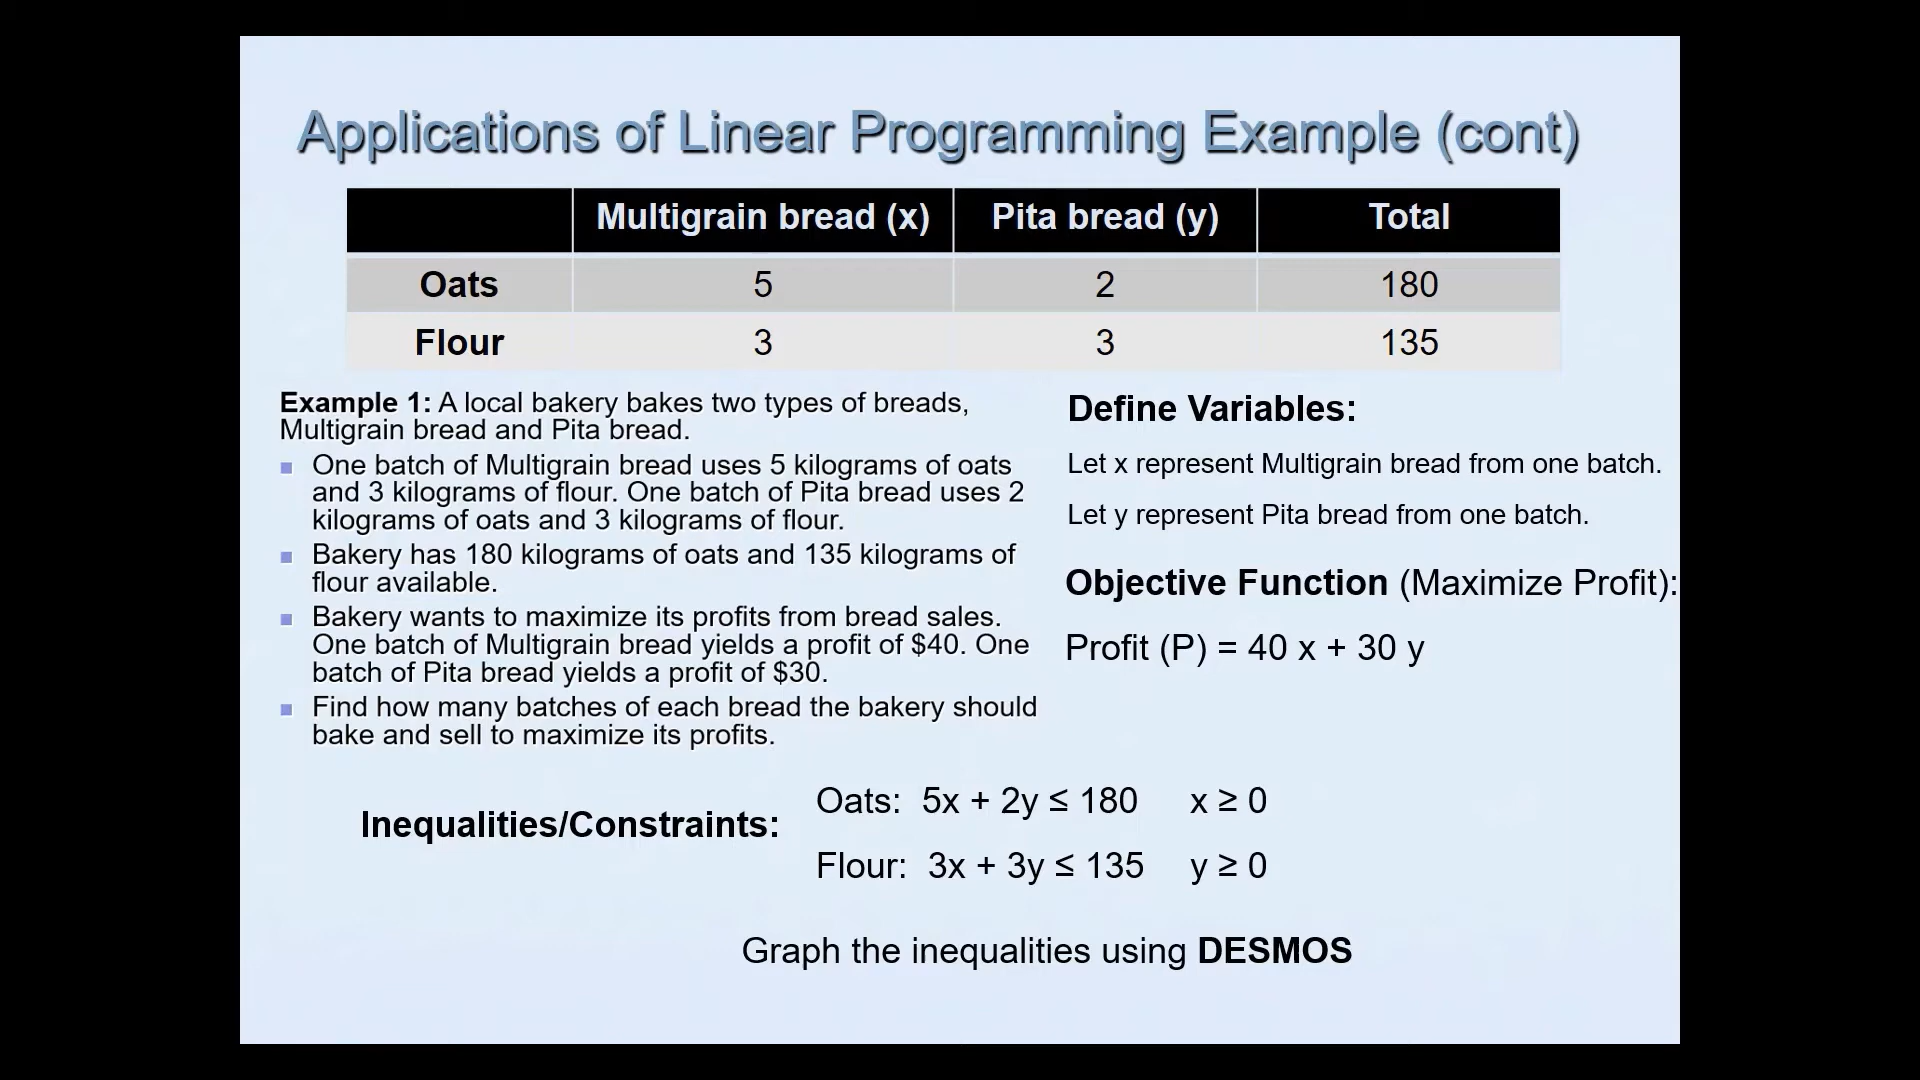 Applications of Linear Programming Example (cont)
Multigrain bread (x) Pita bread (y) Total
Oats 5 2 180
Flour 3 3 135
Example 1: A local bakery bakes two types of breads,
Multigrain bread and Pita bread.
One batch of Multigrain bread uses 5 kilograms of oats
and 3 kilograms of flour. One batch of Pita bread uses 2
kilograms of oats and 3 kilograms of flour.
Bakery has 180 kilograms of oats and 135 kilograms of
flour available.
Bakery wants to maximize its profits from bread sales.
One batch of Multigrain bread yields a profit of $40. One
batch of Pita bread yields a profit of $30.
Find how many batches of each bread the bakery should
bake and sell to maximize its profits.
Define Variables:
Let x represent Multigrain bread from one batch.
Let y represent Pita bread from one batch.
Objective Function (Maximize Profit):
Profit (P) = 40 x + 30 y
Inequalities/Constraints:
Oats: 5x + 2y ≤ 180 x ≥ 0
Flour: 3x + 3y ≤ 135 y ≥ 0
Graph the inequalities using DESMOS